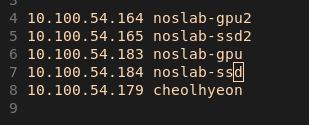 4 10.100.54.164 noslab-gpu2
5 10.100.54.165 noslab-ssd2
6 10.100.54.183 noslab-gpu
7 10.100.54.184 noslab-ssd
8 10.100.54.179 cheolhyeon
9